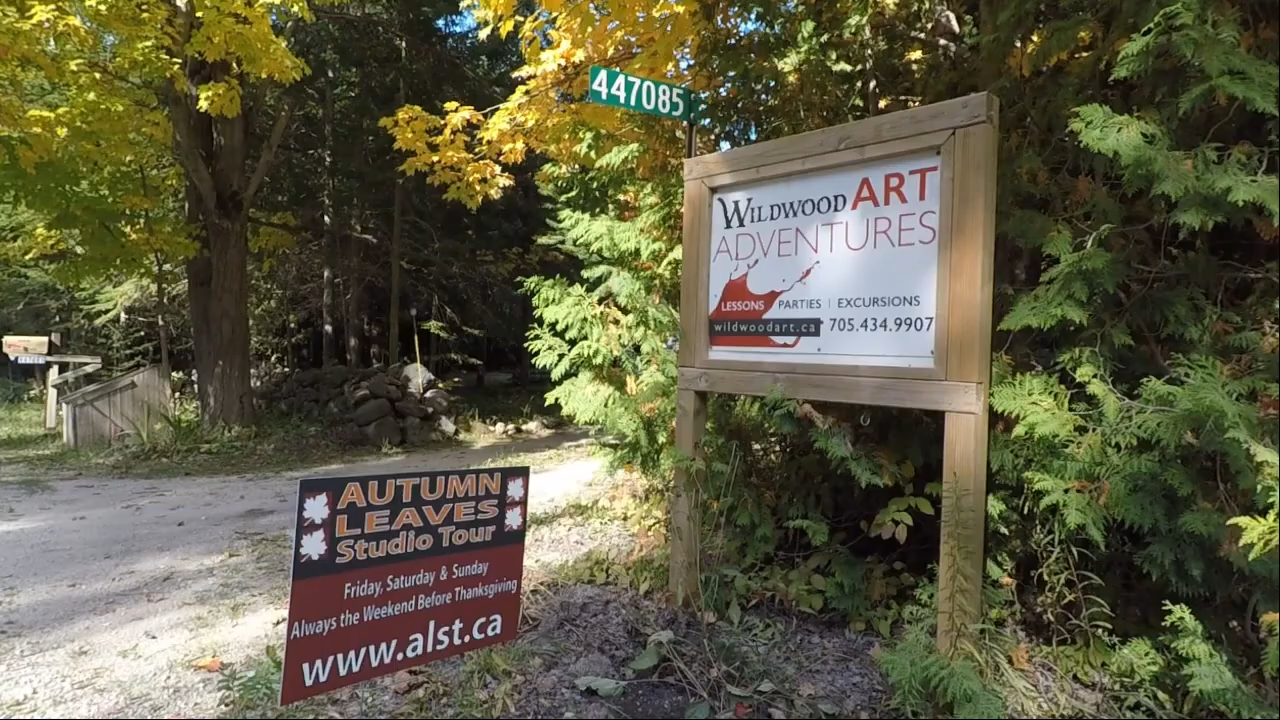 447085
WILDWOOD ART
ADVENTURES
LESSONS PARTIES | EXCURSIONS
wildwoodart.ca 705.434.9907
AUTUMN
LEAVES
Studio Tour
Friday, Saturday & Sunday
Always the Weekend Before Thanksgiving
www.alst.ca